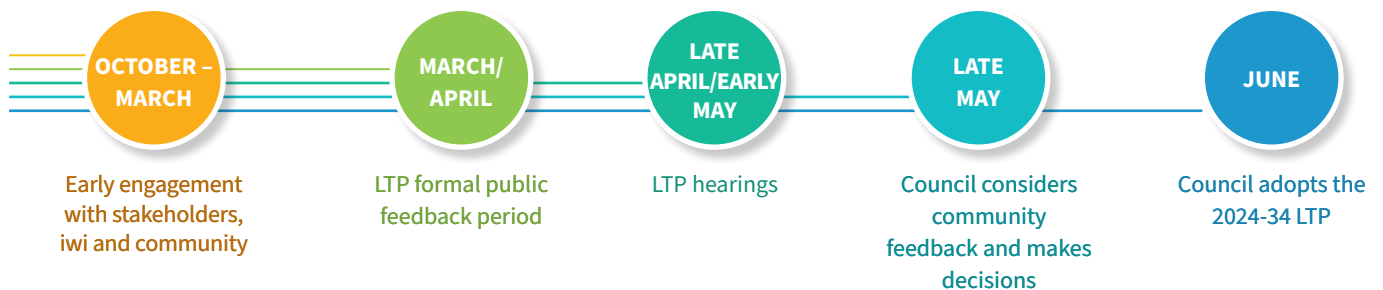 OCTOBER –
MARCH
Early engagement
with stakeholders,
iwi and community
MARCH/
APRIL
LTP formal public
feedback period
LATE
APRIL/EARLY
MAY
LTP hearings
LATE
MAY
Council considers
community
feedback and makes
decisions
JUNE
Council adopts the
2024-34 LTP